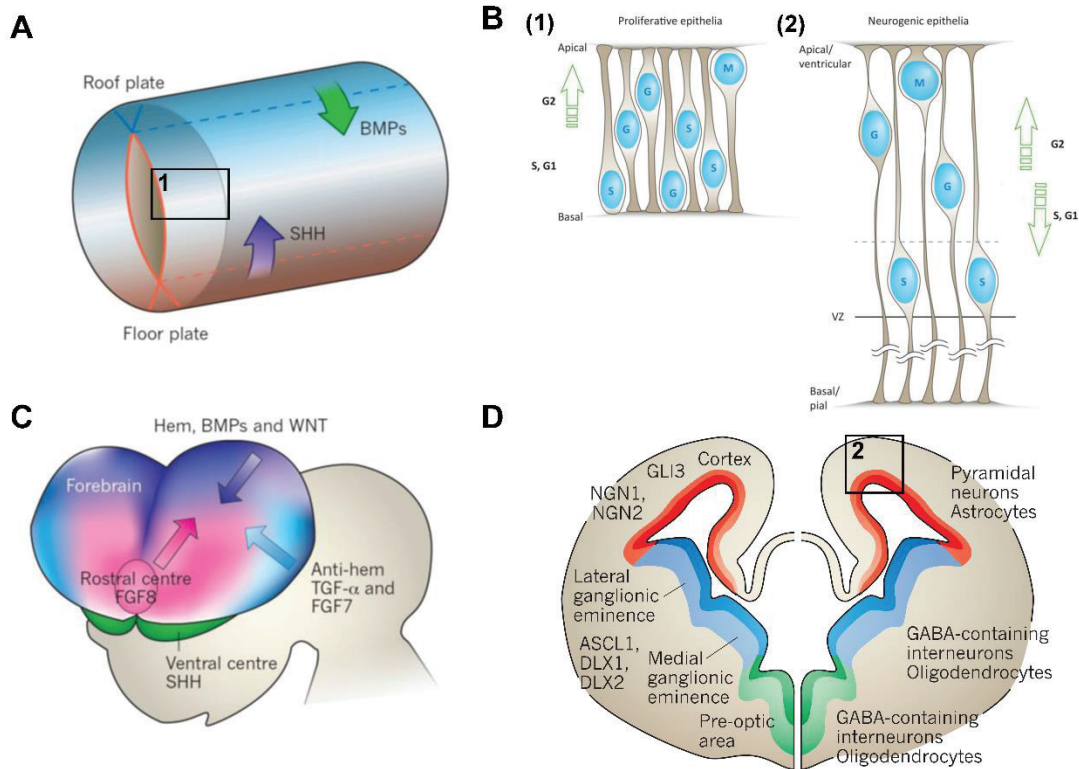 A
Roof plate
BMPs
1
SHH
Floor plate
B
(1)
Proliferative epithelia
Apical
M
G
G2
G
S
S, G1
S
S
G
Basal
(2)
Neurogenic epithelia
Apical/
ventricular
M
G
G2
G
S, G1
S
S
VZ
Basal/
pial
C
Hem, BMPs and WNT
Forebrain
Rostral centre
FGF8
Anti-hem
TGF-α and
FGF7
Ventral centre
SHH
D
2
GLI3
Cortex
NGN1,
NGN2
Pyramidal
neurons
Astrocytes
Lateral
ganglionic
eminence
ASCL1,
DLX1,
DLX2
Medial
ganglionic
eminence
GABA-containing
interneurons
Oligodendrocytes
Pre-optic
area
GABA-containing
interneurons
Oligodendrocytes